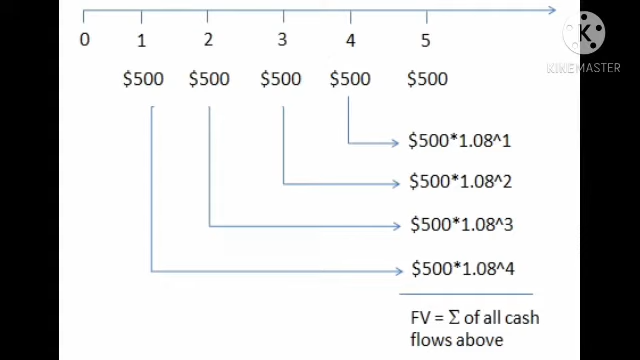 0 1 2 3 4 5
K
KINEMASTER
$500 $500 $500 $500 $500
$500*1.08^1
$500*1.08^2
$500*1.08^3
$500*1.08^4
FV = Σ of all cash
flows above